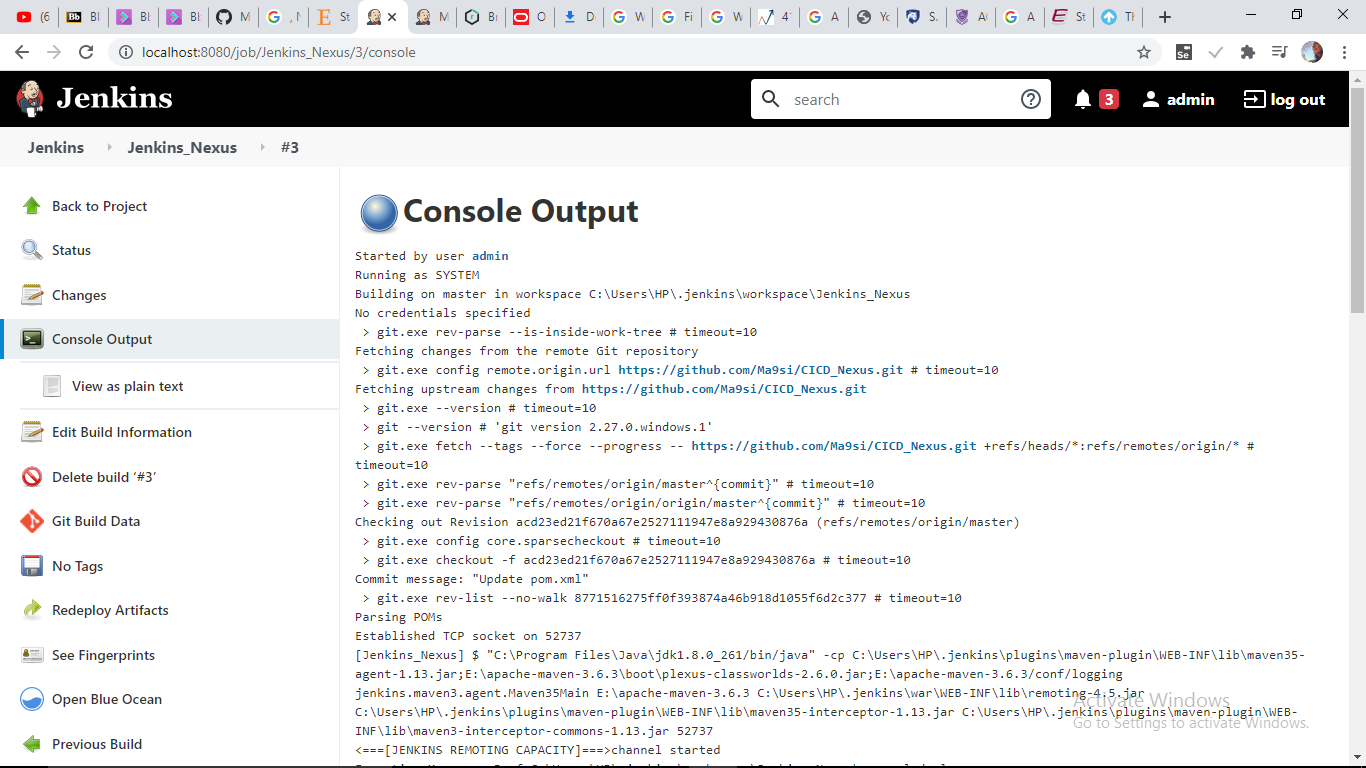 (6
Bl
Bl
Bl
M
, N
St
M
Br
O
D
W
Fi
W
4
A
Yo
S.
A
A
St
Tl
localhost:8080/job/Jenkins_Nexus/3/console
Jenkins
search
3
admin
log out
Jenkins
Jenkins_Nexus
#3
Back to Project
Status
Changes
Console Output
View as plain text
Edit Build Information
Delete build ‘#3’
Git Build Data
No Tags
Redeploy Artifacts
See Fingerprints
Open Blue Ocean
Previous Build
Console Output
Started by user admin
Running as SYSTEM
Building on master in workspace C:\Users\HP\.jenkins\workspace\Jenkins_Nexus
No credentials specified
> git.exe rev-parse --is-inside-work-tree # timeout=10
Fetching changes from the remote Git repository
> git.exe config remote.origin.url https://github.com/Ma9si/CICD_Nexus.git # timeout=10
Fetching upstream changes from https://github.com/Ma9si/CICD_Nexus.git
> git.exe --version # timeout=10
> git --version # 'git version 2.27.0.windows.1'
> git.exe fetch --tags --force --progress -- https://github.com/Ma9si/CICD_Nexus.git +refs/heads/*:refs/remotes/origin/* #
timeout=10
> git.exe rev-parse "refs/remotes/origin/master^{commit}" # timeout=10
> git.exe rev-parse "refs/remotes/origin/origin/master^{commit}" # timeout=10
Checking out Revision acd23ed21f670a67e2527111947e8a929430876a (refs/remotes/origin/master)
> git.exe config core.sparsecheckout # timeout=10
> git.exe checkout -f acd23ed21f670a67e2527111947e8a929430876a # timeout=10
Commit message: "Update pom.xml"
> git.exe rev-list --no-walk 8771516275ff0f393874a46b918d1055f6d2c377 # timeout=10
Parsing POMs
Established TCP socket on 52737
[Jenkins_Nexus] $ "C:\Program Files\Java\jdk1.8.0_261/bin/java" -cp C:\Users\HP\.jenkins\plugins\maven-plugin\WEB-INF\lib\maven35-
agent-1.13.jar;E:\apache-maven-3.6.3\boot\plexus-classworlds-2.6.0.jar;E:\apache-maven-3.6.3/conf/logging
jenkins.maven3.agent.Maven35Main E:\apache-maven-3.6.3 C:\Users\HP\.jenkins\war\WEB-INF\lib\remoting-4.5.jar
C:\Users\HP\.jenkins\plugins\maven-plugin\WEB-INF\lib\maven35-interceptor-1.13.jar C:\Users\HP\.jenkins\plugins\maven-plugin\WEB-
INF\lib\maven3-interceptor-commons-1.13.jar 52737
<===[JENKINS REMOTING CAPACITY]===>channel started
Activate Windows
Go to Settings to activate Windows.